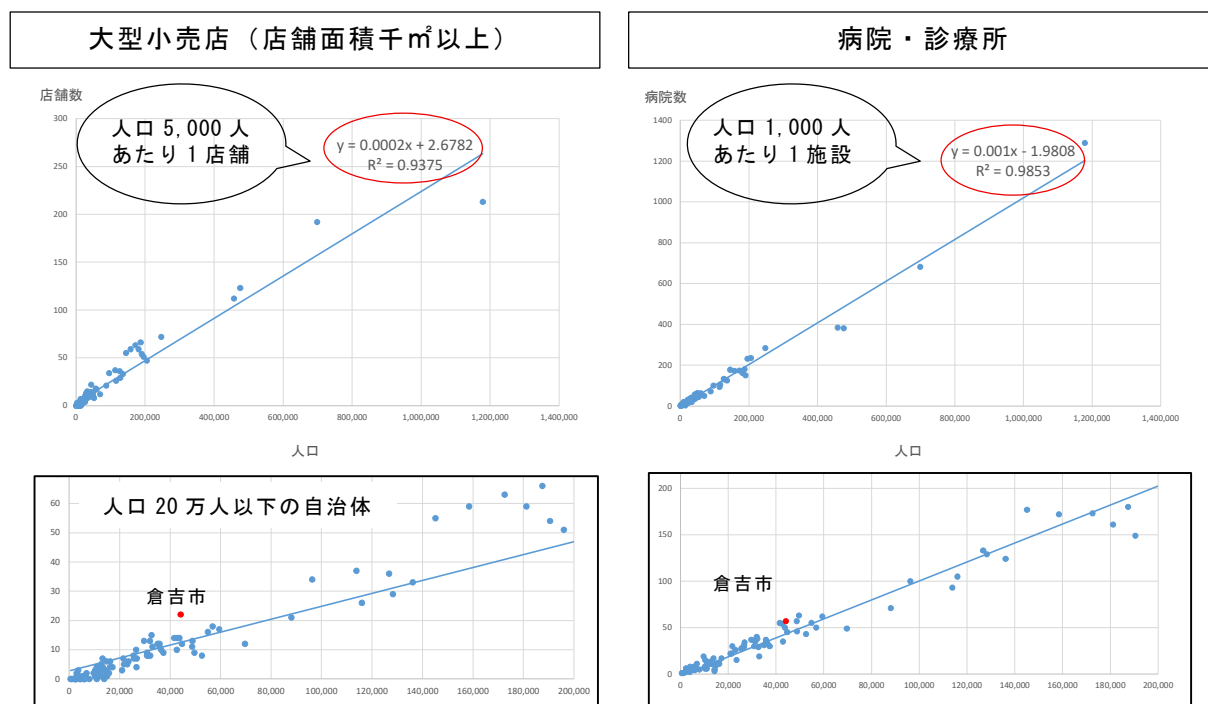 大型小売店（店舗面積千㎡以上）
病院・診療所
店舗数
人口 5,000 人
あたり 1 店舗
y = 0.0002x + 2.6782
R² = 0.9375
300
250
200
150
100
50
0
0 200,000 400,000 600,000 800,000 1,000,000 1,200,000 1,400,000
人口
病院数
人口 1,000 人
あたり 1 施設
y = 0.001x - 1.9808
R² = 0.9853
1400
1200
1000
800
600
400
200
0
0 200,000 400,000 600,000 800,000 1,000,000 1,200,000 1,400,000
人口
人口 20 万人以下の自治体
倉吉市
60
50
40
30
20
10
0
0 20,000 40,000 60,000 80,000 100,000 120,000 140,000 160,000 180,000 200,000
倉吉市
200
150
100
50
0
0 20,000 40,000 60,000 80,000 100,000 120,000 140,000 160,000 180,000 200,000